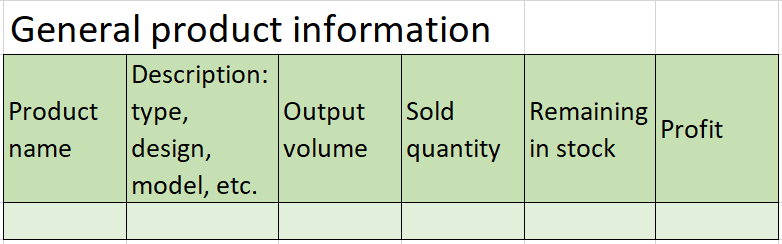 General product information
Product
name
Description:
type,
design,
model, etc.
Output
volume
Sold
quantity
Remaining
in stock
Profit